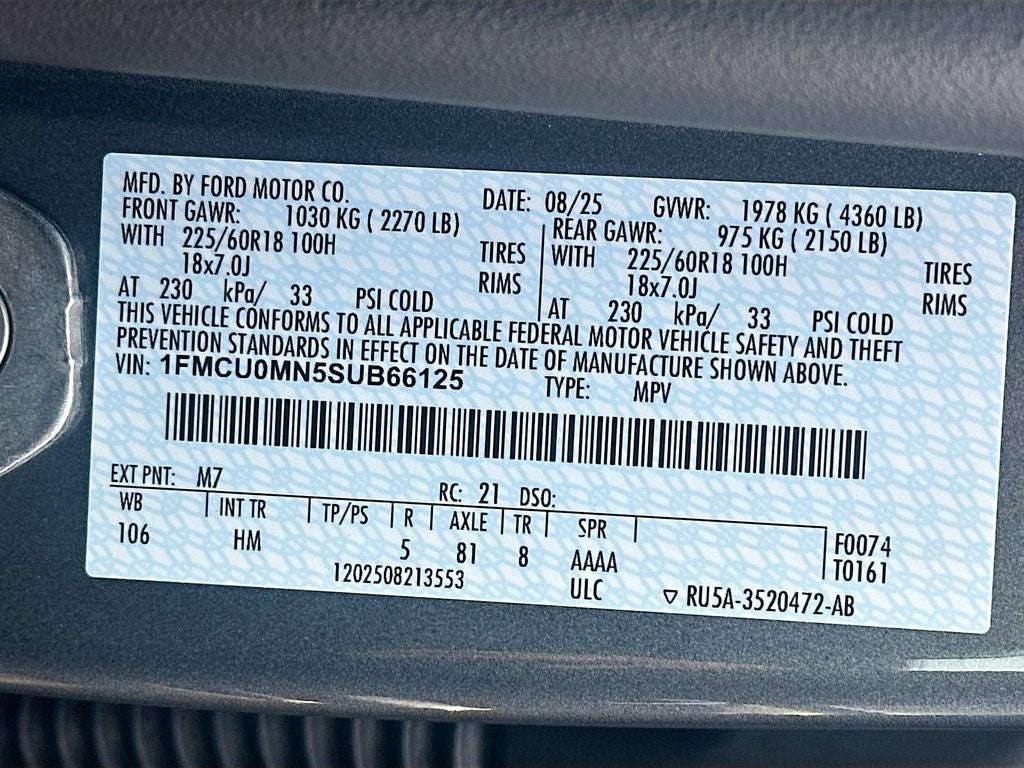 MFD. BY FORD MOTOR CO. DATE: 08/25 GVWR: 1978 KG ( 4360 LB)
FRONT GAWR: 1030 KG ( 2270 LB) REAR GAWR: 975 KG ( 2150 LB)
WITH 225/60R18 100H TIRES WITH 225/60R18 100H TIRES
18x7.0J RIMS 18x7.0J RIMS
AT 230 kPa/ 33 PSI COLD AT 230 kPa/ 33 PSI COLD
THIS VEHICLE CONFORMS TO ALL APPLICABLE FEDERAL MOTOR VEHICLE SAFETY AND THEFT
PREVENTION STANDARDS IN EFFECT ON THE DATE OF MANUFACTURE SHOWN ABOVE.
VIN: 1FMCU0MN5SUB66125 TYPE: MPV
EXT PNT: M7 RC: 21 DSO:
WB INT TR TP/PS R AXLE TR SPR F0074
106 HM 5 81 8 AAAA T0161
1202508213553 ULC ▽ RU5A-3520472-AB